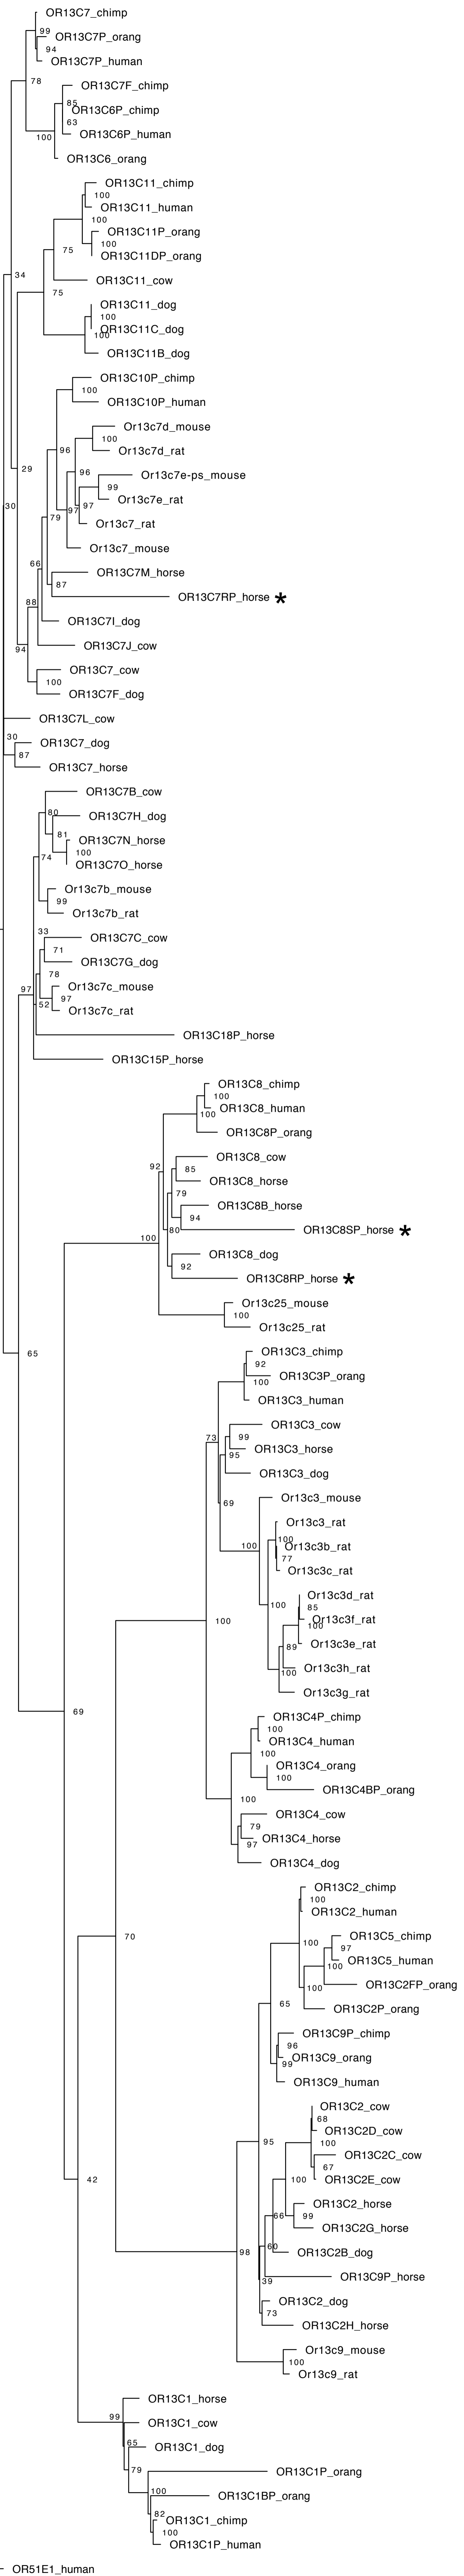 OR13C7_chimp
99
OR13C7P_orang
94
OR13C7P_human
78
OR13C7F_chimp
85
OR13C6P_chimp
63
OR13C6P_human
100
OR13C6_orang
OR13C11_chimp
100
OR13C11_human
100
OR13C11P_orang
100
OR13C11DP_orang
75
OR13C11_cow
34
75
OR13C11_dog
100
OR13C11C_dog
100
OR13C11B_dog
OR13C10P_chimp
100
OR13C10P_human
Or13c7d_mouse
100
Or13c7d_rat
96
29
96
Or13c7e-ps_mouse
99
Or13c7e_rat
97
30
97
79
Or13c7_rat
Or13c7_mouse
66
OR13C7M_horse
87
OR13C7RP_horse *
88
OR13C7I_dog
94
OR13C7J_cow
OR13C7_cow
100
OR13C7F_dog
OR13C7L_cow
30
OR13C7_dog
87
OR13C7_horse
OR13C7B_cow
80
OR13C7H_dog
81
OR13C7N_horse
100
74
OR13C7O_horse
Or13c7b_mouse
99
Or13c7b_rat
33
OR13C7C_cow
71
OR13C7G_dog
78
97
Or13c7c_mouse
97
52
Or13c7c_rat
OR13C18P_horse
OR13C15P_horse
OR13C8_chimp
100
OR13C8_human
100
OR13C8P_orang
OR13C8_cow
92
85
OR13C8_horse
79
OR13C8B_horse
94
80
OR13C8SP_horse *
100
OR13C8_dog
92
OR13C8RP_horse *
Or13c25_mouse
100
Or13c25_rat
65
OR13C3_chimp
92
OR13C3P_orang
100
OR13C3_human
OR13C3_cow
73
99
OR13C3_horse
95
OR13C3_dog
Or13c3_mouse
69
Or13c3_rat
100
100
Or13c3b_rat
77
Or13c3c_rat
Or13c3d_rat
100
85
Or13c3f_rat
100
100
Or13c3e_rat
89
Or13c3h_rat
100
Or13c3g_rat
69
OR13C4P_chimp
100
OR13C4_human
100
OR13C4_orang
100
OR13C4BP_orang
100
OR13C4_cow
79
OR13C4_horse
97
OR13C4_dog
OR13C2_chimp
100
OR13C2_human
70
OR13C5_chimp
100
97
OR13C5_human
100
OR13C2FP_orang
100
65
OR13C2P_orang
OR13C9P_chimp
96
OR13C9_orang
99
OR13C9_human
OR13C2_cow
68
OR13C2D_cow
95
100
OR13C2C_cow
67
42
100
OR13C2E_cow
OR13C2_horse
66
99
OR13C2G_horse
60
98
OR13C2B_dog
OR13C9P_horse
39
OR13C2_dog
73
OR13C2H_horse
Or13c9_mouse
100
Or13c9_rat
OR13C1_horse
99
OR13C1_cow
65
OR13C1_dog
79
OR13C1P_orang
100
OR13C1BP_orang
82
OR13C1_chimp
100
OR13C1P_human
OR51E1_human